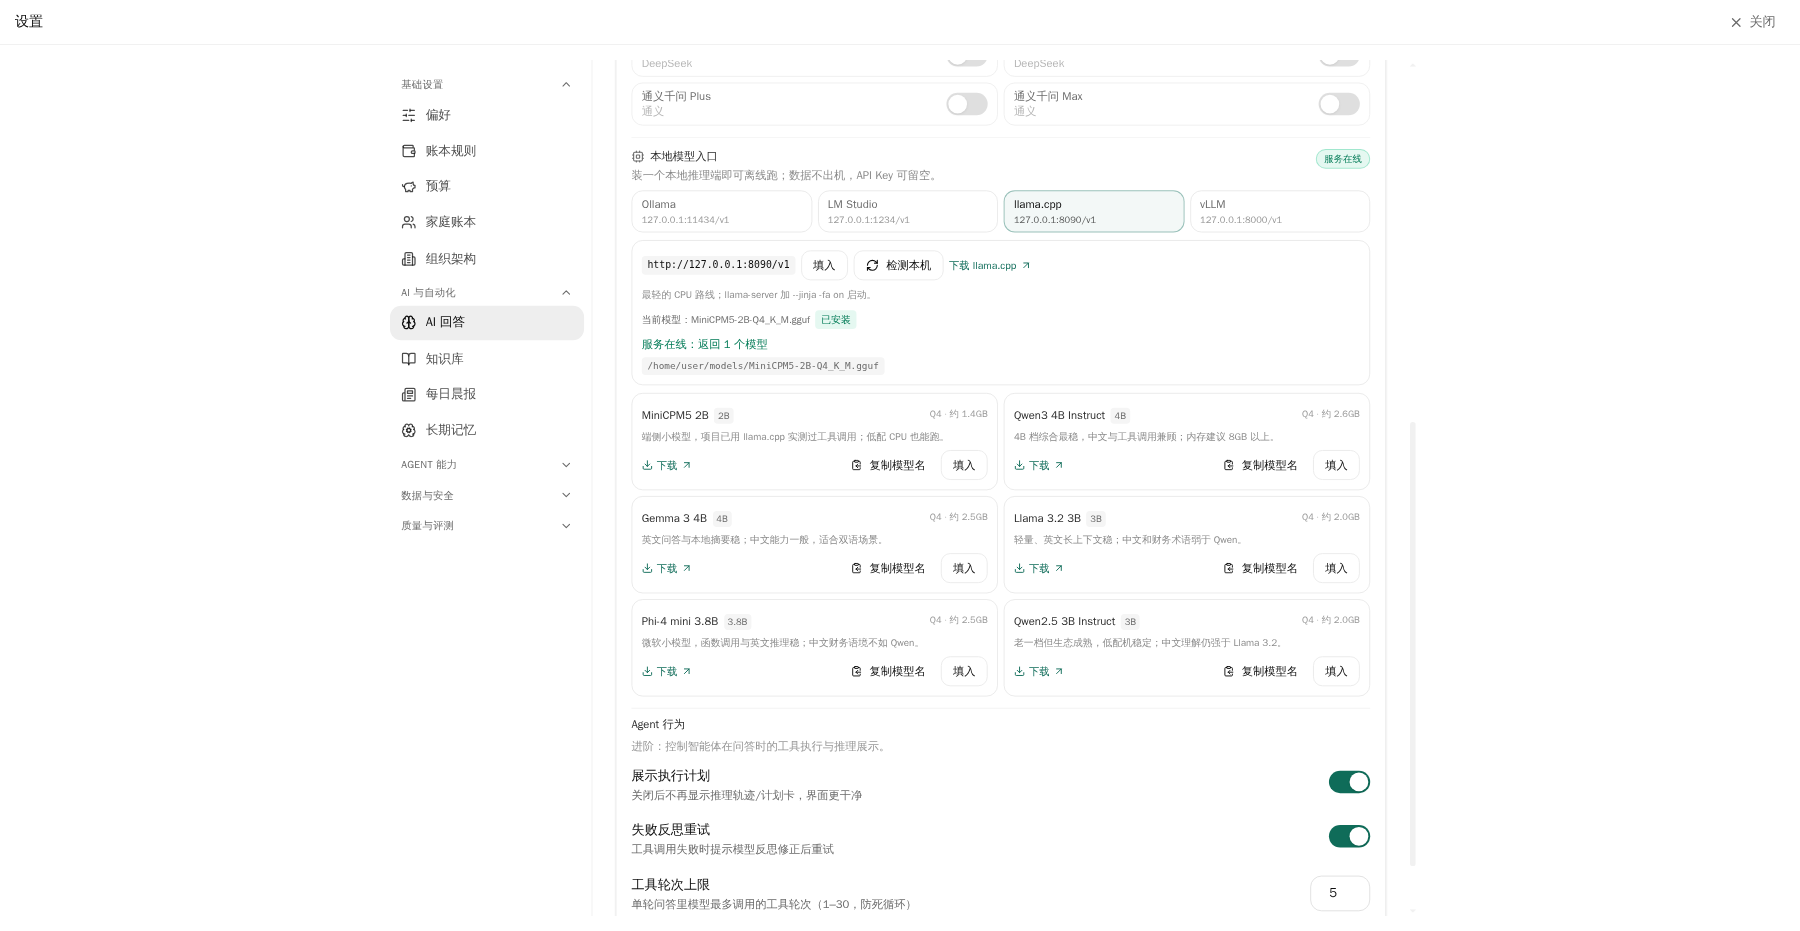 设置
关闭
基础设置
偏好
账本规则
预算
家庭账本
组织架构
AI 与自动化
AI 回答
知识库
每日晨报
长期记忆
AGENT 能力
数据与安全
质量与评测
DeepSeek
DeepSeek
通义千问 Plus
通义
通义千问 Max
通义
本地模型入口
服务在线
装一个本地推理端即可离线跑；数据不出机，API Key 可留空。
Ollama
127.0.0.1:11434/v1
LM Studio
127.0.0.1:1234/v1
llama.cpp
127.0.0.1:8090/v1
vLLM
127.0.0.1:8000/v1
http://127.0.0.1:8090/v1 填入 检测本机 下载 llama.cpp
最轻的 CPU 路线；llama-server 加 --jinja -fa on 启动。
当前模型：MiniCPM5-2B-Q4_K_M.gguf 已安装
服务在线：返回 1 个模型
/home/user/models/MiniCPM5-2B-Q4_K_M.gguf
MiniCPM5 2B 2B Q4 · 约 1.4GB
端侧小模型，项目已用 llama.cpp 实测过工具调用；低配 CPU 也能跑。
下载 复制模型名 填入
Qwen3 4B Instruct 4B Q4 · 约 2.6GB
4B 档综合最稳，中文与工具调用兼顾；内存建议 8GB 以上。
下载 复制模型名 填入
Gemma 3 4B 4B Q4 · 约 2.5GB
英文问答与本地摘要稳；中文能力一般，适合双语场景。
下载 复制模型名 填入
Llama 3.2 3B 3B Q4 · 约 2.0GB
轻量、英文长上下文稳；中文和财务术语弱于 Qwen。
下载 复制模型名 填入
Phi-4 mini 3.8B 3.8B Q4 · 约 2.5GB
微软小模型，函数调用与英文推理稳；中文财务语境不如 Qwen。
下载 复制模型名 填入
Qwen2.5 3B Instruct 3B Q4 · 约 2.0GB
老一档但生态成熟，低配机稳定；中文理解仍强于 Llama 3.2。
下载 复制模型名 填入
Agent 行为
进阶：控制智能体在问答时的工具执行与推理展示。
展示执行计划
关闭后不再显示推理轨迹/计划卡，界面更干净
失败反思重试
工具调用失败时提示模型反思修正后重试
工具轮次上限
单轮问答里模型最多调用的工具轮次（1—30，防死循环）
5